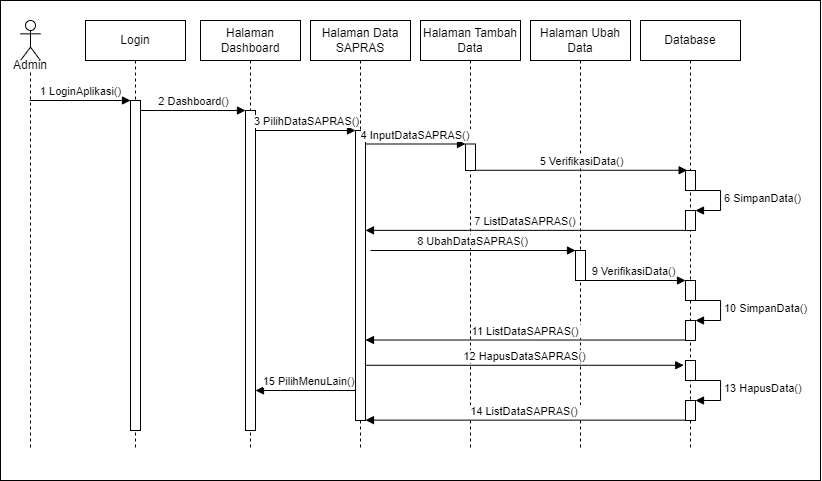 Login
Halaman
Dashboard
Halaman Data
SAPRAS
Halaman Tambah
Data
Halaman Ubah
Data
Database
Admin
1 LoginAplikasi()
2 Dashboard()
3 PilihDataSAPRAS()
4 InputDataSAPRAS()
5 VerifikasiData()
6 SimpanData()
7 ListDataSAPRAS()
8 UbahDataSAPRAS()
9 VerifikasiData()
10 SimpanData()
11 ListDataSAPRAS()
12 HapusDataSAPRAS()
15 PilihMenuLain()
13 HapusData()
14 ListDataSAPRAS()